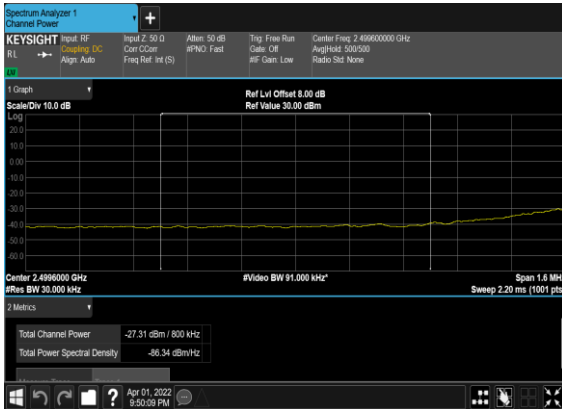 Spectrum Analyzer 1
Channel Power
+
KEYSIGHT
RL
Input: RF
Coupling: DC
Align: Auto
Input Z: 50 Ω
Corr CCorr
Freq Ref: Int (S)
Atten: 50 dB
#PNO: Fast
Trig: Free Run
Gate: Off
#IF Gain: Low
Center Freq: 2.499600000 GHz
Avg|Hold: 500/500
Radio Std: None
1 Graph
Scale/Div 10.0 dB
Ref Lvl Offset 8.00 dB
Ref Value 30.00 dBm
Log
20.0
10.0
0.00
-10.0
-20.0
-30.0
-40.0
-50.0
-60.0
Center 2.4996000 GHz
#Res BW 30.000 kHz
#Video BW 91.000 kHz*
Span 1.6 MH
Sweep 2.20 ms (1001 pts
2 Metrics
Total Channel Power -27.31 dBm / 800 kHz
Total Power Spectral Density -86.34 dBm/Hz
?
Apr 01, 2022
9:50:09 PM